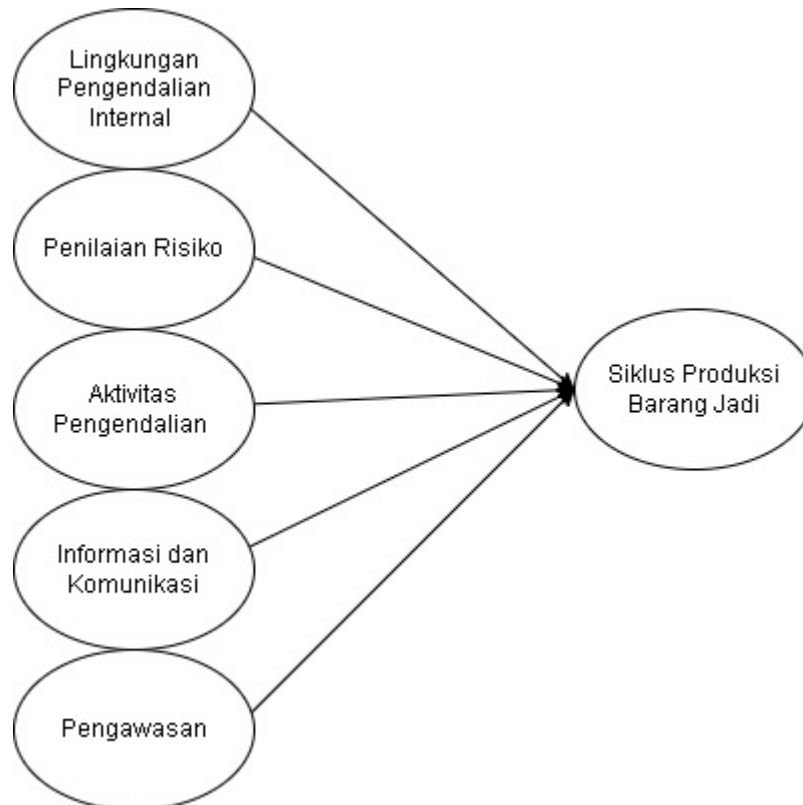 Lingkungan
Pengendalian
Internal
Penilaian Risiko
Aktivitas
Pengendalian
Informasi dan
Komunikasi
Pengawasan
Siklus Produksi
Barang Jadi